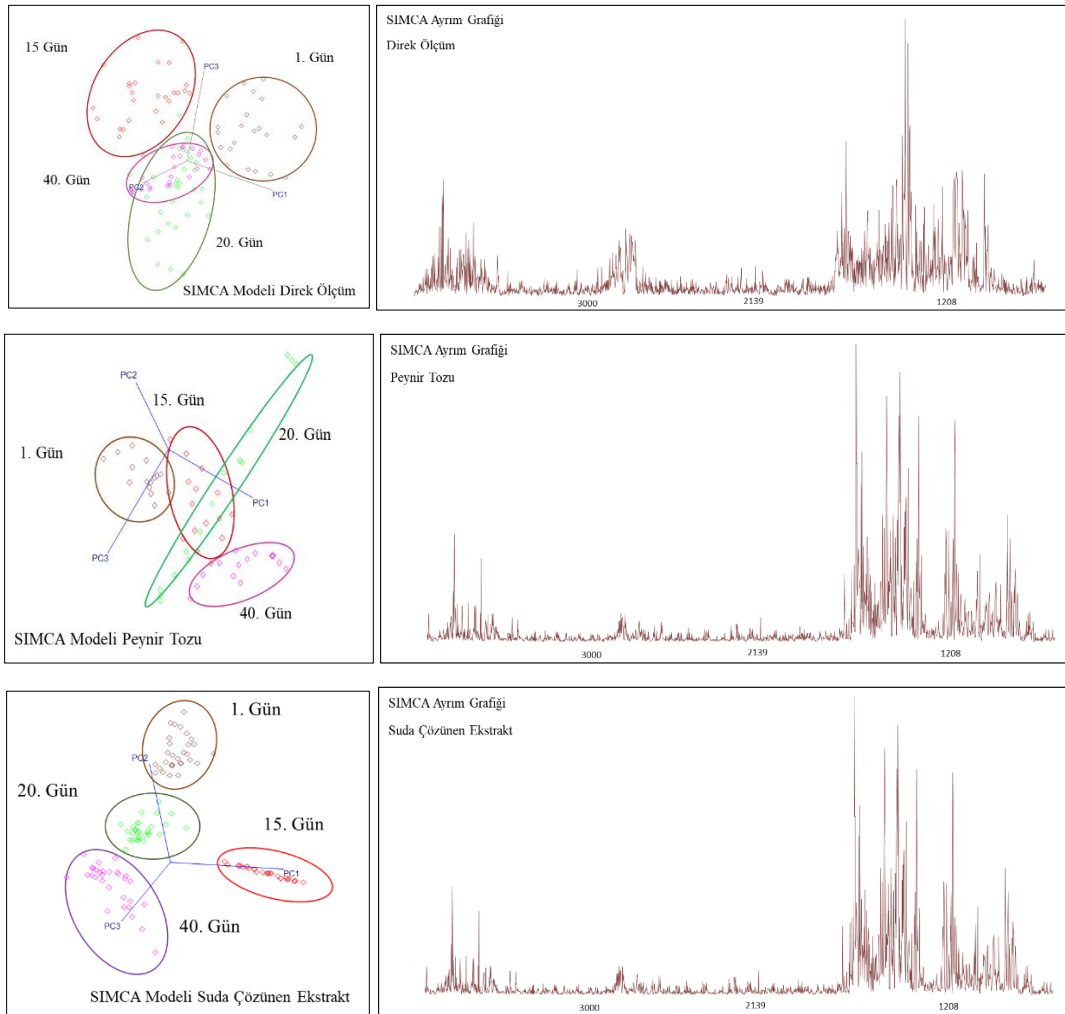 15 Gün
1. Gün
PC3
40. Gün
PC2
PC1
20. Gün
SIMCA Modeli Direk Ölçüm
SIMCA Ayrım Grafiği
Direk Ölçüm
3000
2139
1208
PC2
15. Gün
20. Gün
1. Gün
PC1
PC3
40. Gün
SIMCA Modeli Peynir Tozu
SIMCA Ayrım Grafiği
Peynir Tozu
3000
2139
1208
1. Gün
PC2
20. Gün
15. Gün
PC1
PC3
40. Gün
SIMCA Modeli Suda Çözünen Ekstrakt
SIMCA Ayrım Grafiği
Suda Çözünen Ekstrakt
3000
2139
1208